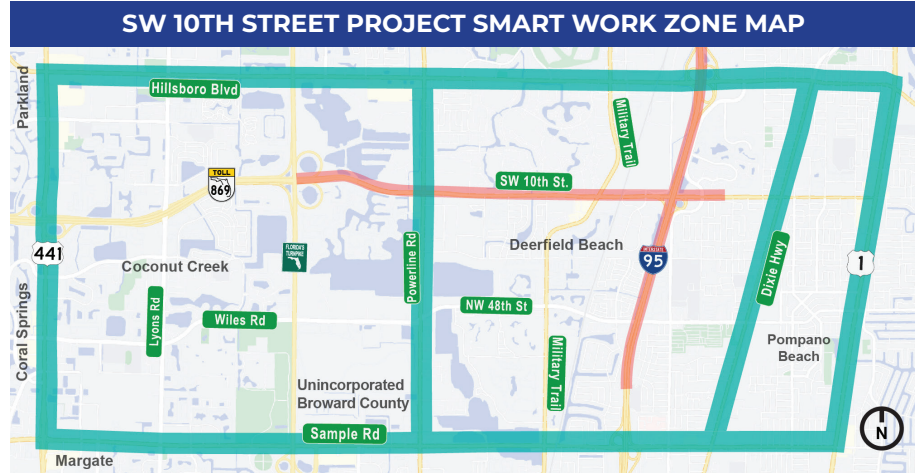 SW 10TH STREET PROJECT SMART WORK ZONE MAP
Parkland
Hillsboro Blvd
Military Trail
TOLL
869
SW 10th St.
441
Coconut Creek
FLORIDA'S
TURNPIKE
Powerline Rd
Deerfield Beach
INTERSTATE
95
Dixie Hwy
1
Coral Springs
Lyons Rd
Wiles Rd
NW 48th St
Military Trail
Pompano
Beach
Unincorporated
Broward County
Sample Rd
N
Margate